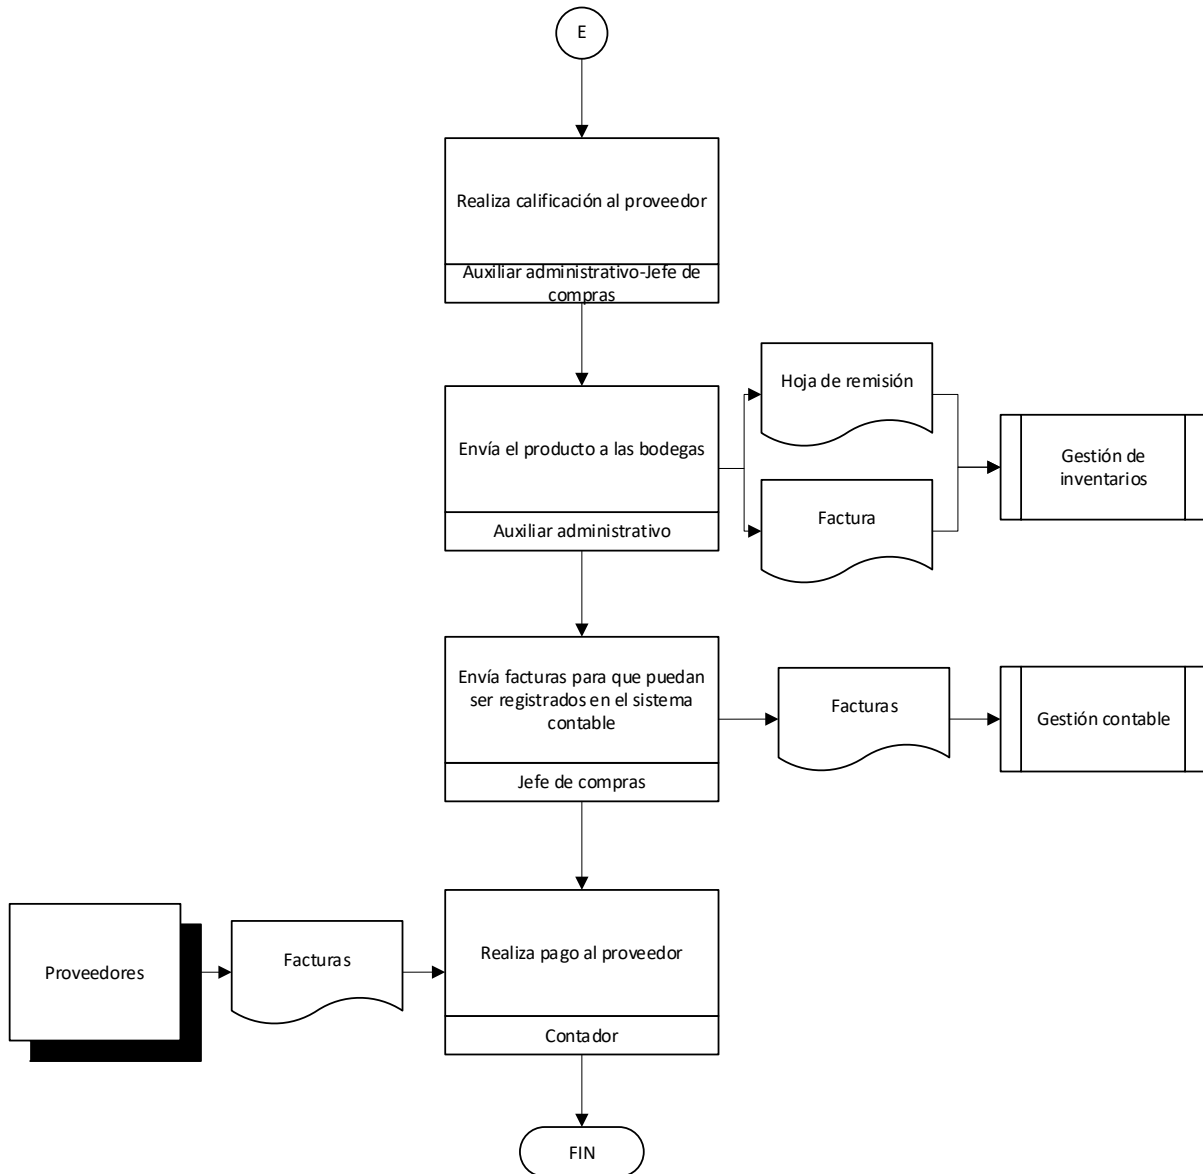 E
Realiza calificación al proveedor
Auxiliar administrativo-Jefe de
compras
Envía el producto a las bodegas
Auxiliar administrativo
Hoja de remisión
Factura
Gestión de
inventarios
Envía facturas para que puedan
ser registrados en el sistema
contable
Jefe de compras
Facturas
Gestión contable
Proveedores
Facturas
Realiza pago al proveedor
Contador
FIN